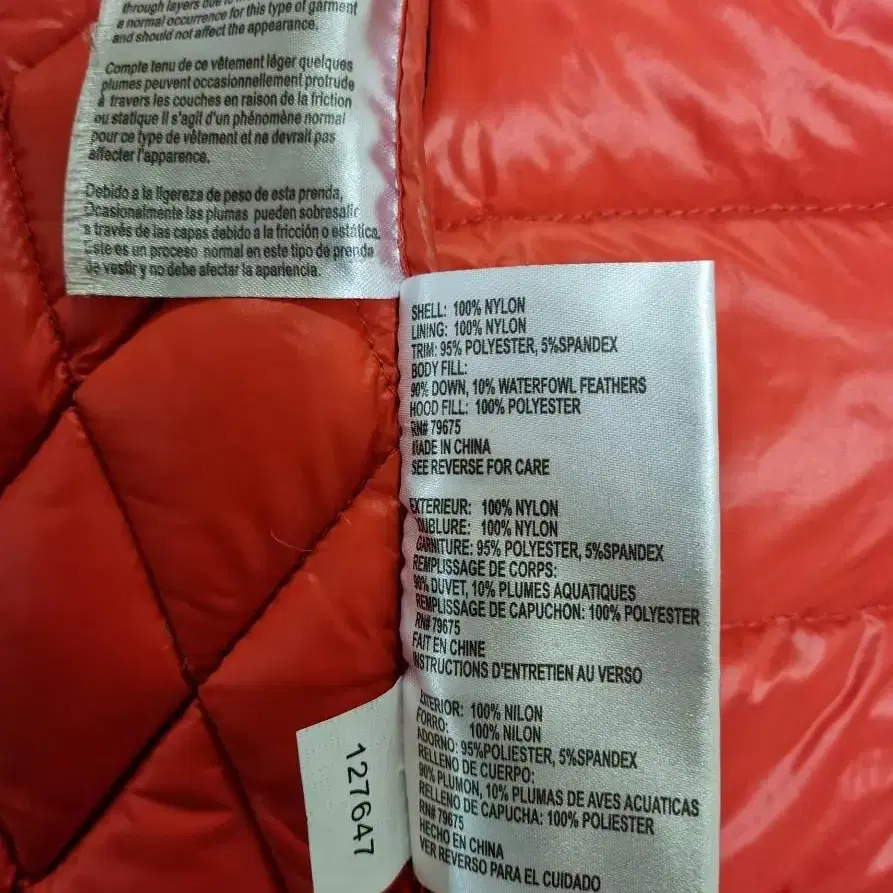 through layers due to
a normal occurrence for this type of garment
and should not affect the appearance.
Compte tenu de ce vêtement léger quelques
plumes peuvent occasionnellement protrude
à travers les couches en raison de la friction
ou statique Il s'agit d'un phénomène normal
pour ce type de vêtement et ne devrait pas
affecter l'apparence.
Debido a la ligereza de peso de esta prenda,
Ocasionalmente las plumas pueden sobresalir
a través de las capas debido a la fricción o estática.
Este es un proceso normal en este tipo de prenda
de vestir y no debe afectar la apariencia.
SHELL: 100% NYLON
LINING: 100% NYLON
TRIM: 95% POLYESTER, 5%SPANDEX
BODY FILL:
90% DOWN, 10% WATERFOWL FEATHERS
HOOD FILL: 100% POLYESTER
RN# 79675
MADE IN CHINA
SEE REVERSE FOR CARE
EXTERIEUR: 100% NYLON
DUBLURE: 100% NYLON
GARNITURE: 95% POLYESTER, 5%SPANDEX
REMPLISSAGE DE CORPS:
90% DUVET, 10% PLUMES AQUATIQUES
REMPLISSAGE DE CAPUCHON: 100% POLYESTER
RN# 79675
FAIT EN CHINE
INSTRUCTIONS D'ENTRETIEN AU VERSO
EXTERIOR: 100% NILON
FORRO: 100% NILON
ADORNO: 95%POLIESTER, 5%SPANDEX
RELLENO DE CUERPO:
90% PLUMON, 10% PLUMAS DE AVES ACUATICAS
RELLENO DE CAPUCHA: 100% POLIESTER
RN# 79675
HECHO EN CHINA
VER REVERSO PARA EL CUIDADO
127647